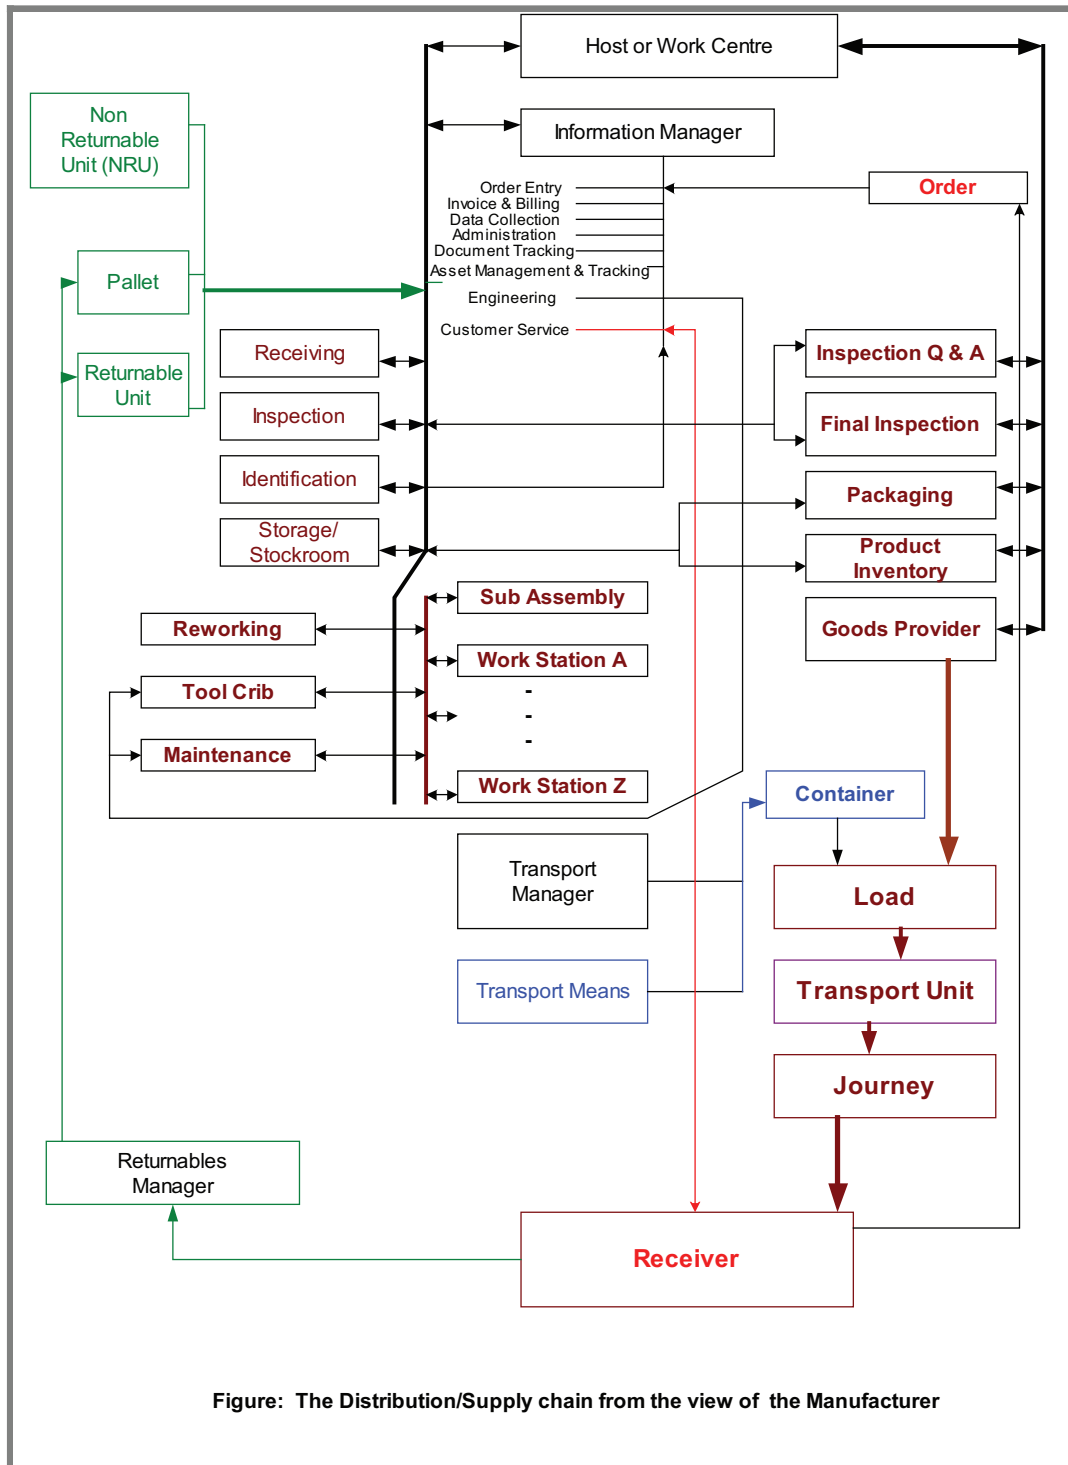 Host or Work Centre
Non
Returnable
Unit (NRU)
Information Manager
Order Entry
Order
Invoice & Billing
Data Collection
Administration
Document Tracking
Asset Management & Tracking
Pallet
Engineering
Customer Service
Receiving
Inspection Q & A
Returnable
Unit
Inspection
Final Inspection
Identification
Packaging
Storage/
Stockroom
Product
Inventory
Sub Assembly
Reworking
Goods Provider
Work Station A
Tool Crib
-
-
-
Maintenance
Work Station Z
Container
Transport
Manager
Load
Transport Means
Transport Unit
Journey
Returnables
Manager
Receiver
Figure:  The Distribution/Supply chain from the view of  the Manufacturer